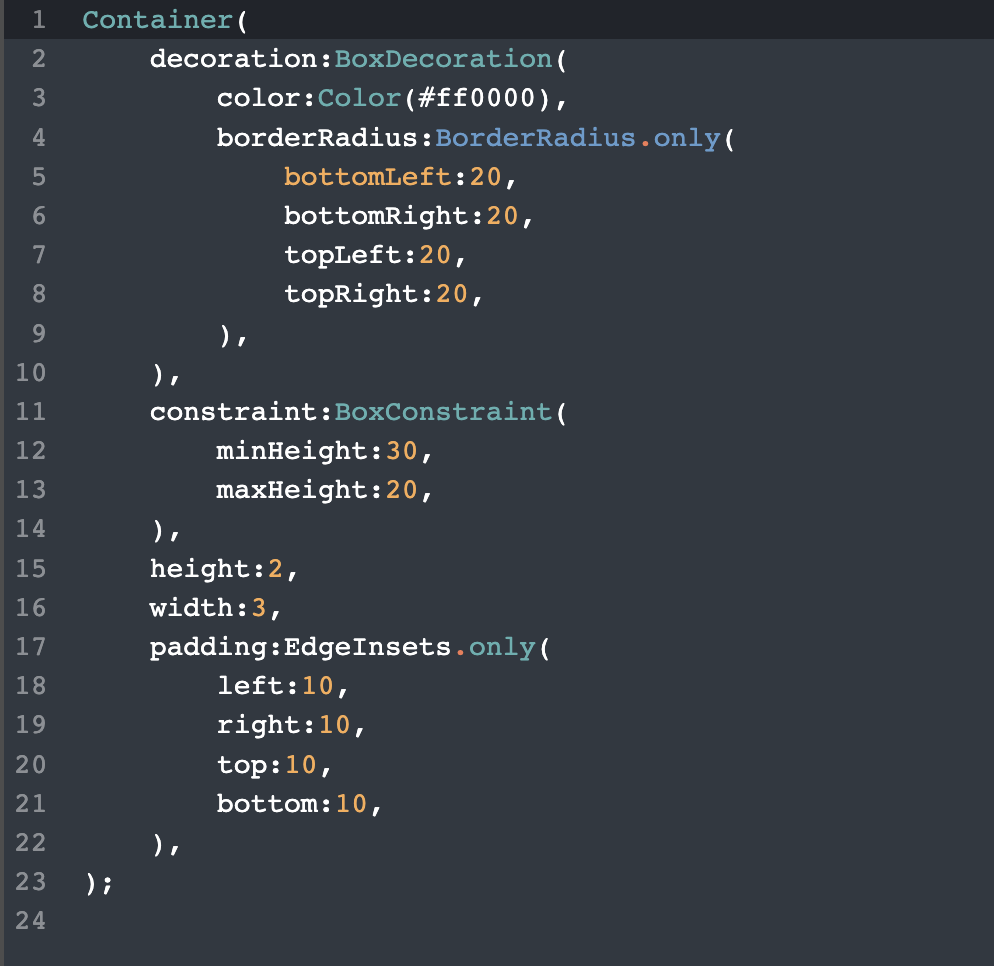 1 Container(
2     decoration:BoxDecoration(
3         color:Color(#ff0000),
4         borderRadius:BorderRadius.only(
5             bottomLeft:20,
6             bottomRight:20,
7             topLeft:20,
8             topRight:20,
9         ),
10     ),
11     constraint:BoxConstraint(
12         minHeight:30,
13         maxHeight:20,
14     ),
15     height:2,
16     width:3,
17     padding:EdgeInsets.only(
18         left:10,
19         right:10,
20         top:10,
21         bottom:10,
22     ),
23 );
24